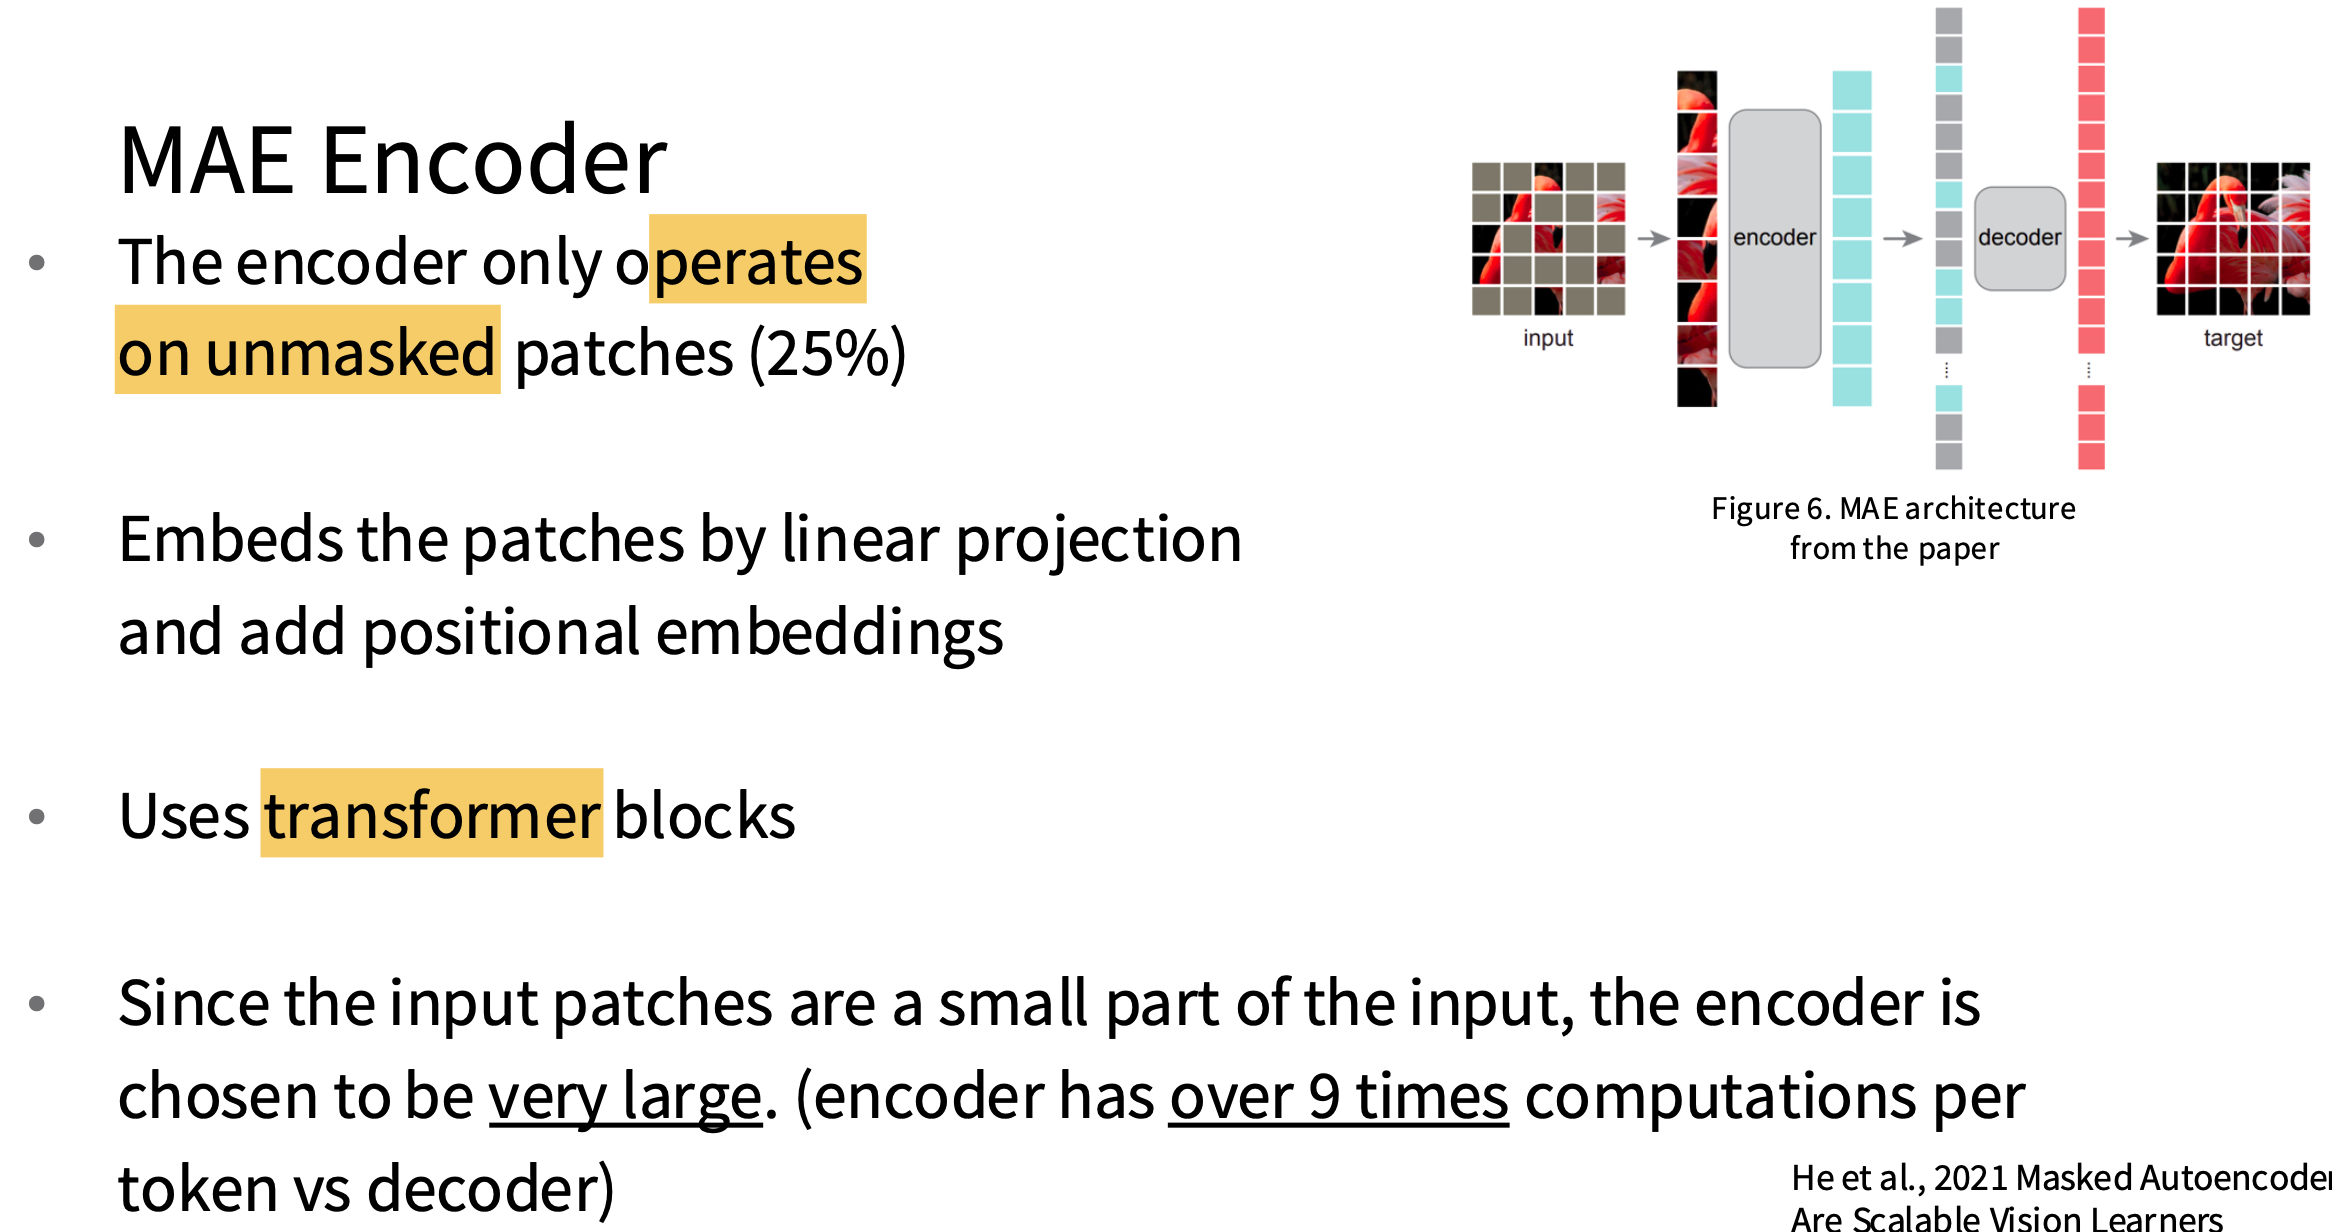 MAE Encoder
• The encoder only operates
on unmasked patches (25%)
• Embeds the patches by linear projection
and add positional embeddings
• Uses transformer blocks
• Since the input patches are a small part of the input, the encoder is
chosen to be very large. (encoder has over 9 times computations per
token vs decoder)
input
encoder
decoder
target
Figure 6. MAE architecture
from the paper
He et al., 2021 Masked Autoencoder
Are Scalable Vision Learners